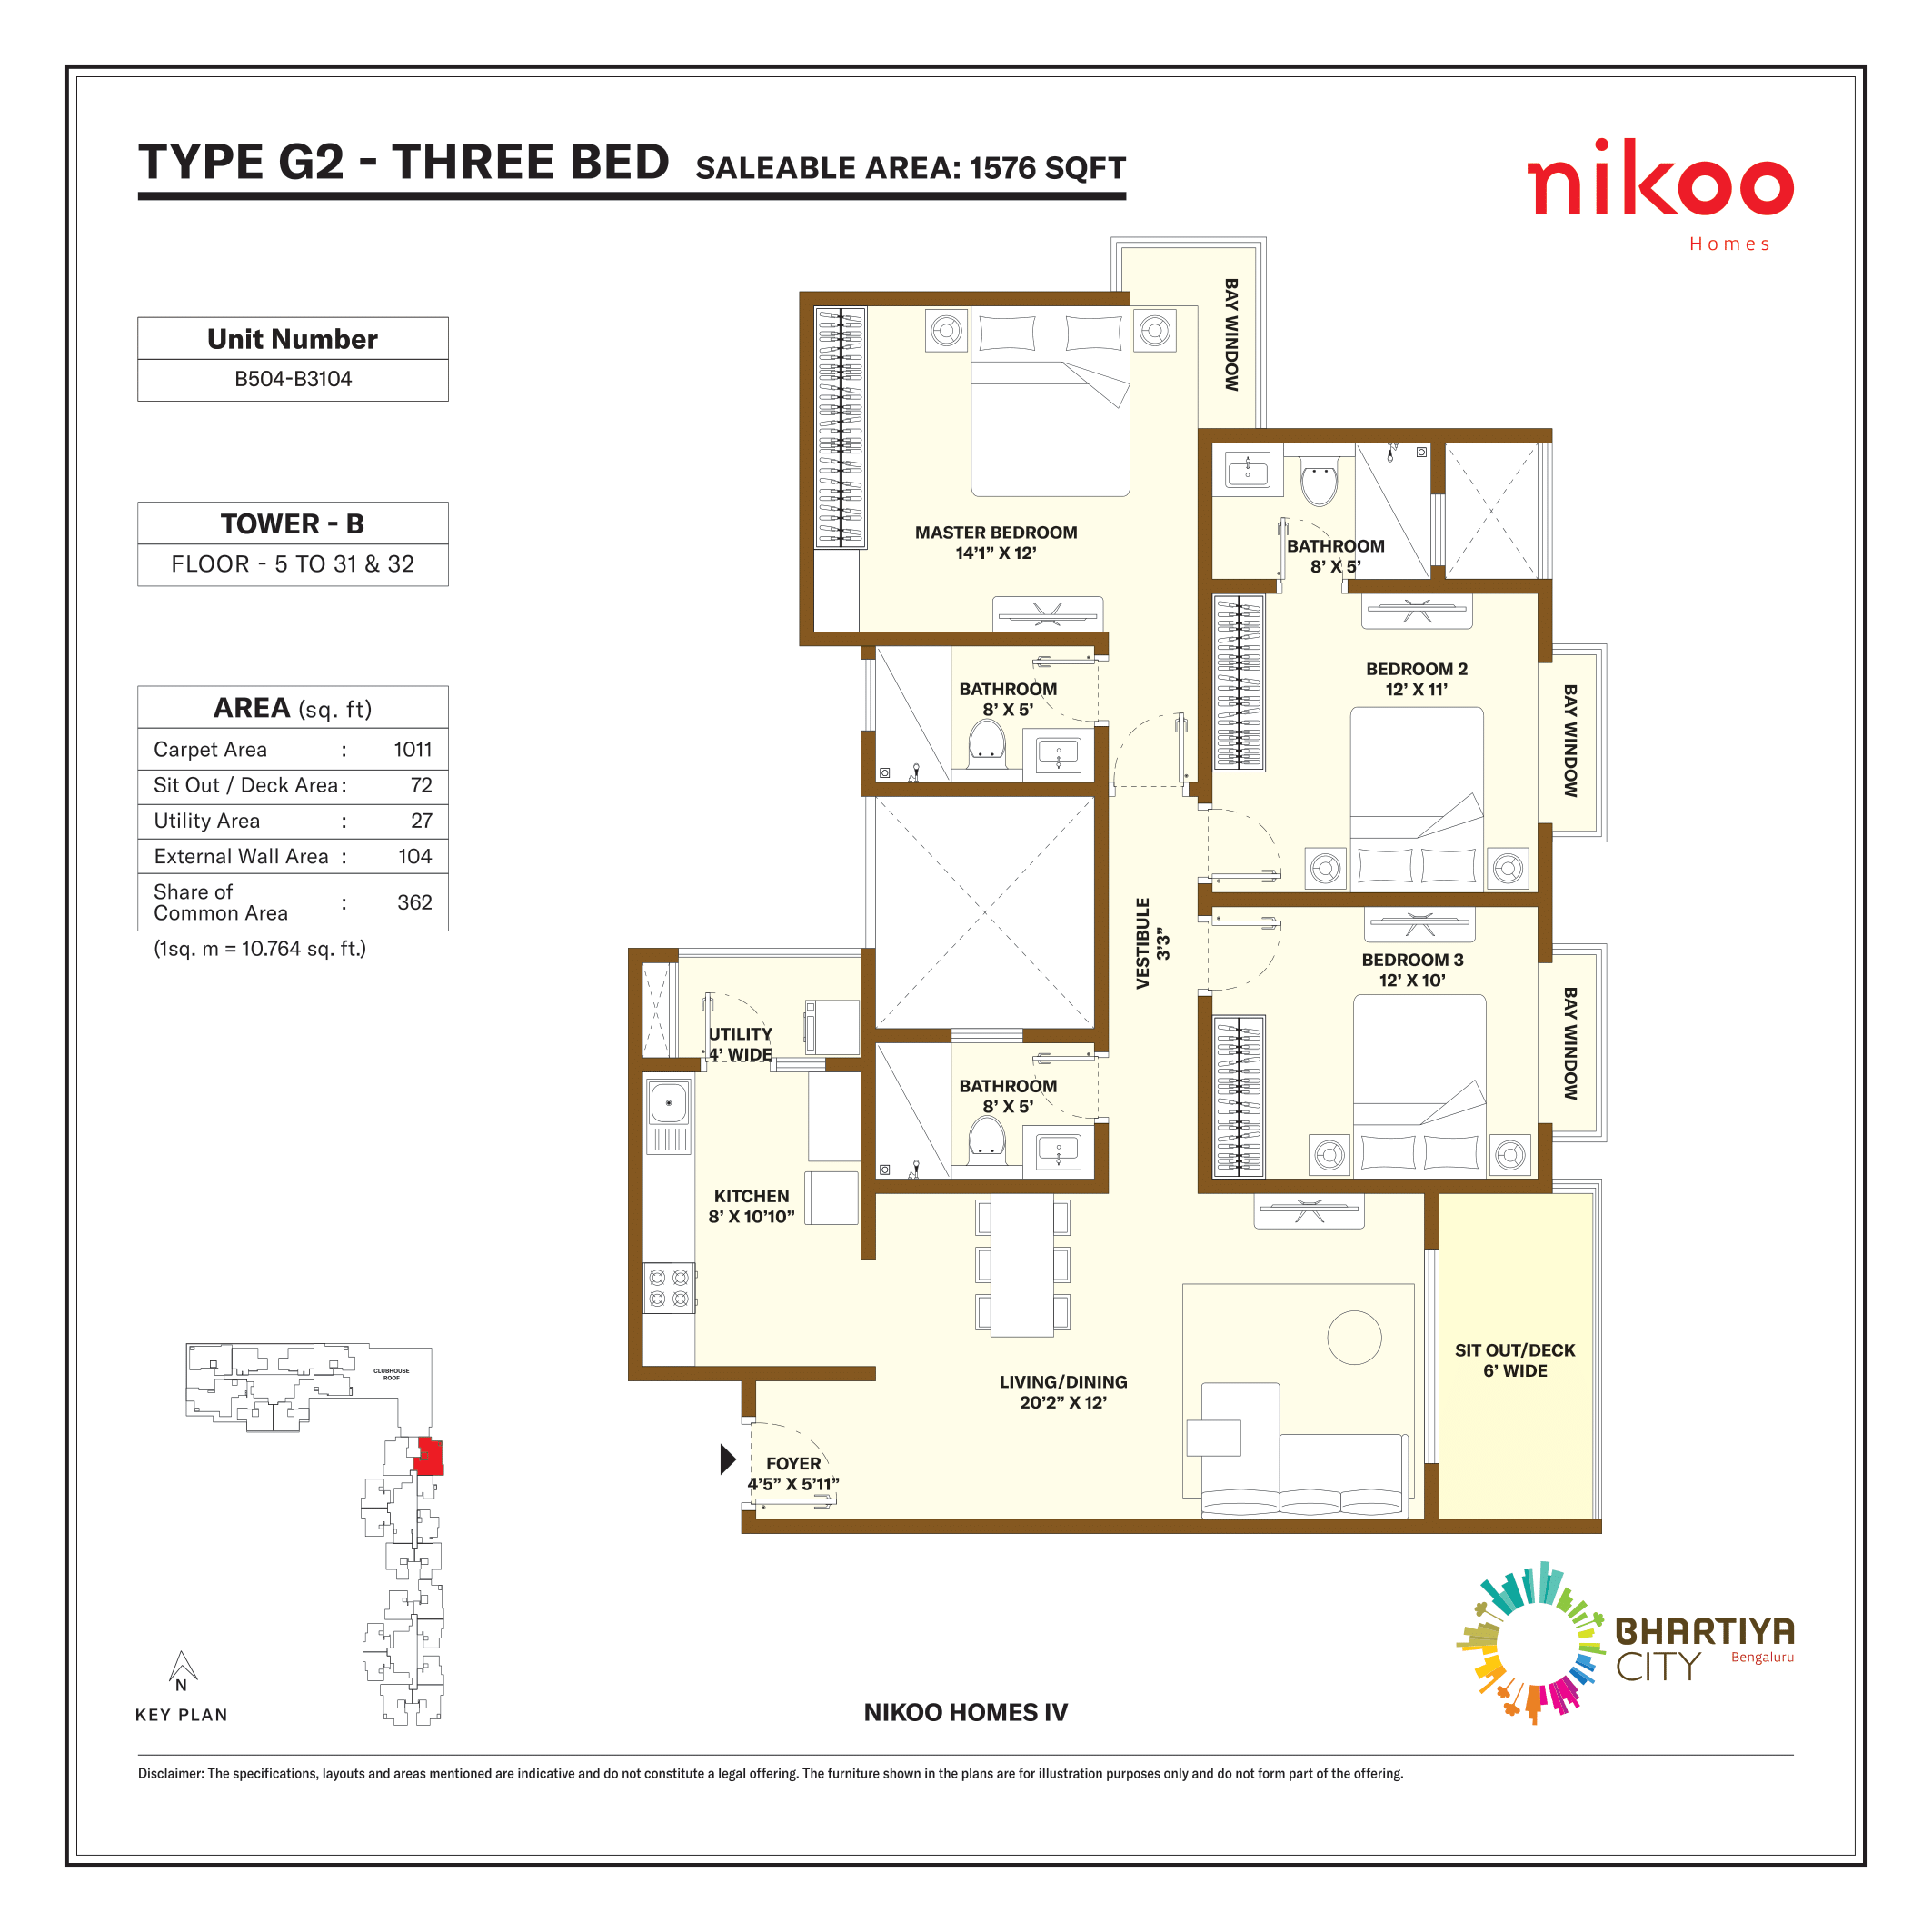 TYPE G2 - THREE BED SALEABLE AREA: 1576 SQFT
nikoo
Homes
Unit Number
B504-B3104
TOWER - B
FLOOR - 5 TO 31 & 32
AREA (sq. ft)
Carpet Area : 1011
Sit Out / Deck Area : 72
Utility Area : 27
External Wall Area : 104
Share of
Common Area : 362
(1sq. m = 10.764 sq. ft.)
BAY WINDOW
MASTER BEDROOM
14'1” X 12’
BATHROOM
8’ X 5’
BEDROOM 2
12’ X 11’
BAY WINDOW
BATHROOM
8’ X 5’
VESTIBULE
3’3”
BEDROOM 3
12’ X 10’
BAY WINDOW
UTILITY
4’ WIDE
BATHROOM
8’ X 5’
KITCHEN
8’ X 10’10”
SIT OUT/DECK
6’ WIDE
LIVING/DINING
20’2” X 12’
FOYER
4’5” X 5’11”
CLUBHOUSE
ROOF
N
KEY PLAN
NIKOO HOMES IV
BHARTIYA
CITY Bengaluru
Disclaimer: The specifications, layouts and areas mentioned are indicative and do not constitute a legal offering. The furniture shown in the plans are for illustration purposes only and do not form part of the offering.